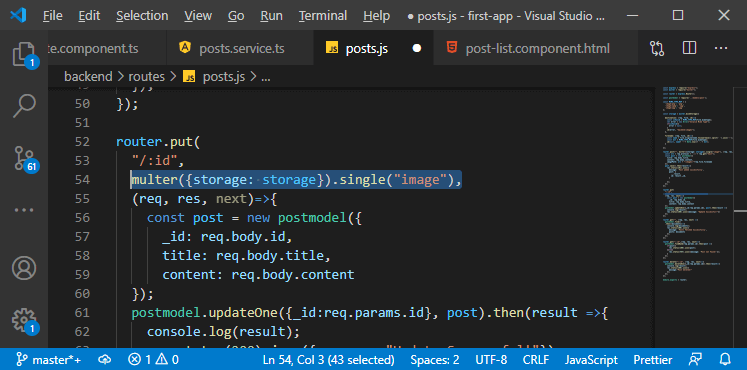 File Edit Selection View Go Run Terminal Help ● posts.js - first-app - Visual Studio ...
te.component.ts posts.service.ts posts.js post-list.component.html
backend > routes > posts.js > ...
50 });
51
52 router.put(
53 "/:id",
54 multer({storage: storage}).single("image"),
55 (req, res, next)=>{
56 const post = new postmodel({
57 _id: req.body.id,
58 title: req.body.title,
59 content: req.body.content
60 });
61 postmodel.updateOne({_id:req.params.id}, post).then(result =>{
62 console.log(result);
1
61
1
master*+ 1 0 Ln 54, Col 3 (43 selected) Spaces: 2 UTF-8 CRLF JavaScript Prettier